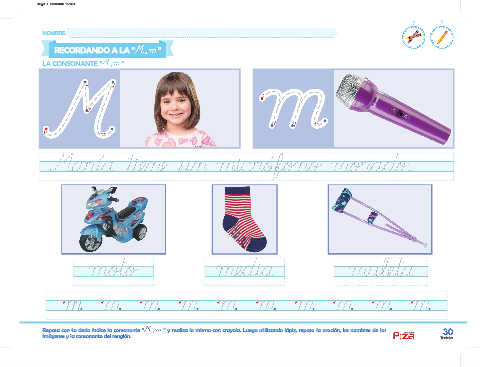 NOMBRE:
RECORDANDO A LA "M, m"
LA CONSONANTE "M, m"
M
m
María tiene un micrófono morado.
moto
media
muleta
m. m. m. m. m. m. m. m. m. m.
Repasa con tu dedo índice la consonante "M, m" y realiza lo mismo con crayola. Luego utilizando lápiz, repasa la oración, los nombres de las
imágenes y la consonante del renglón.
30